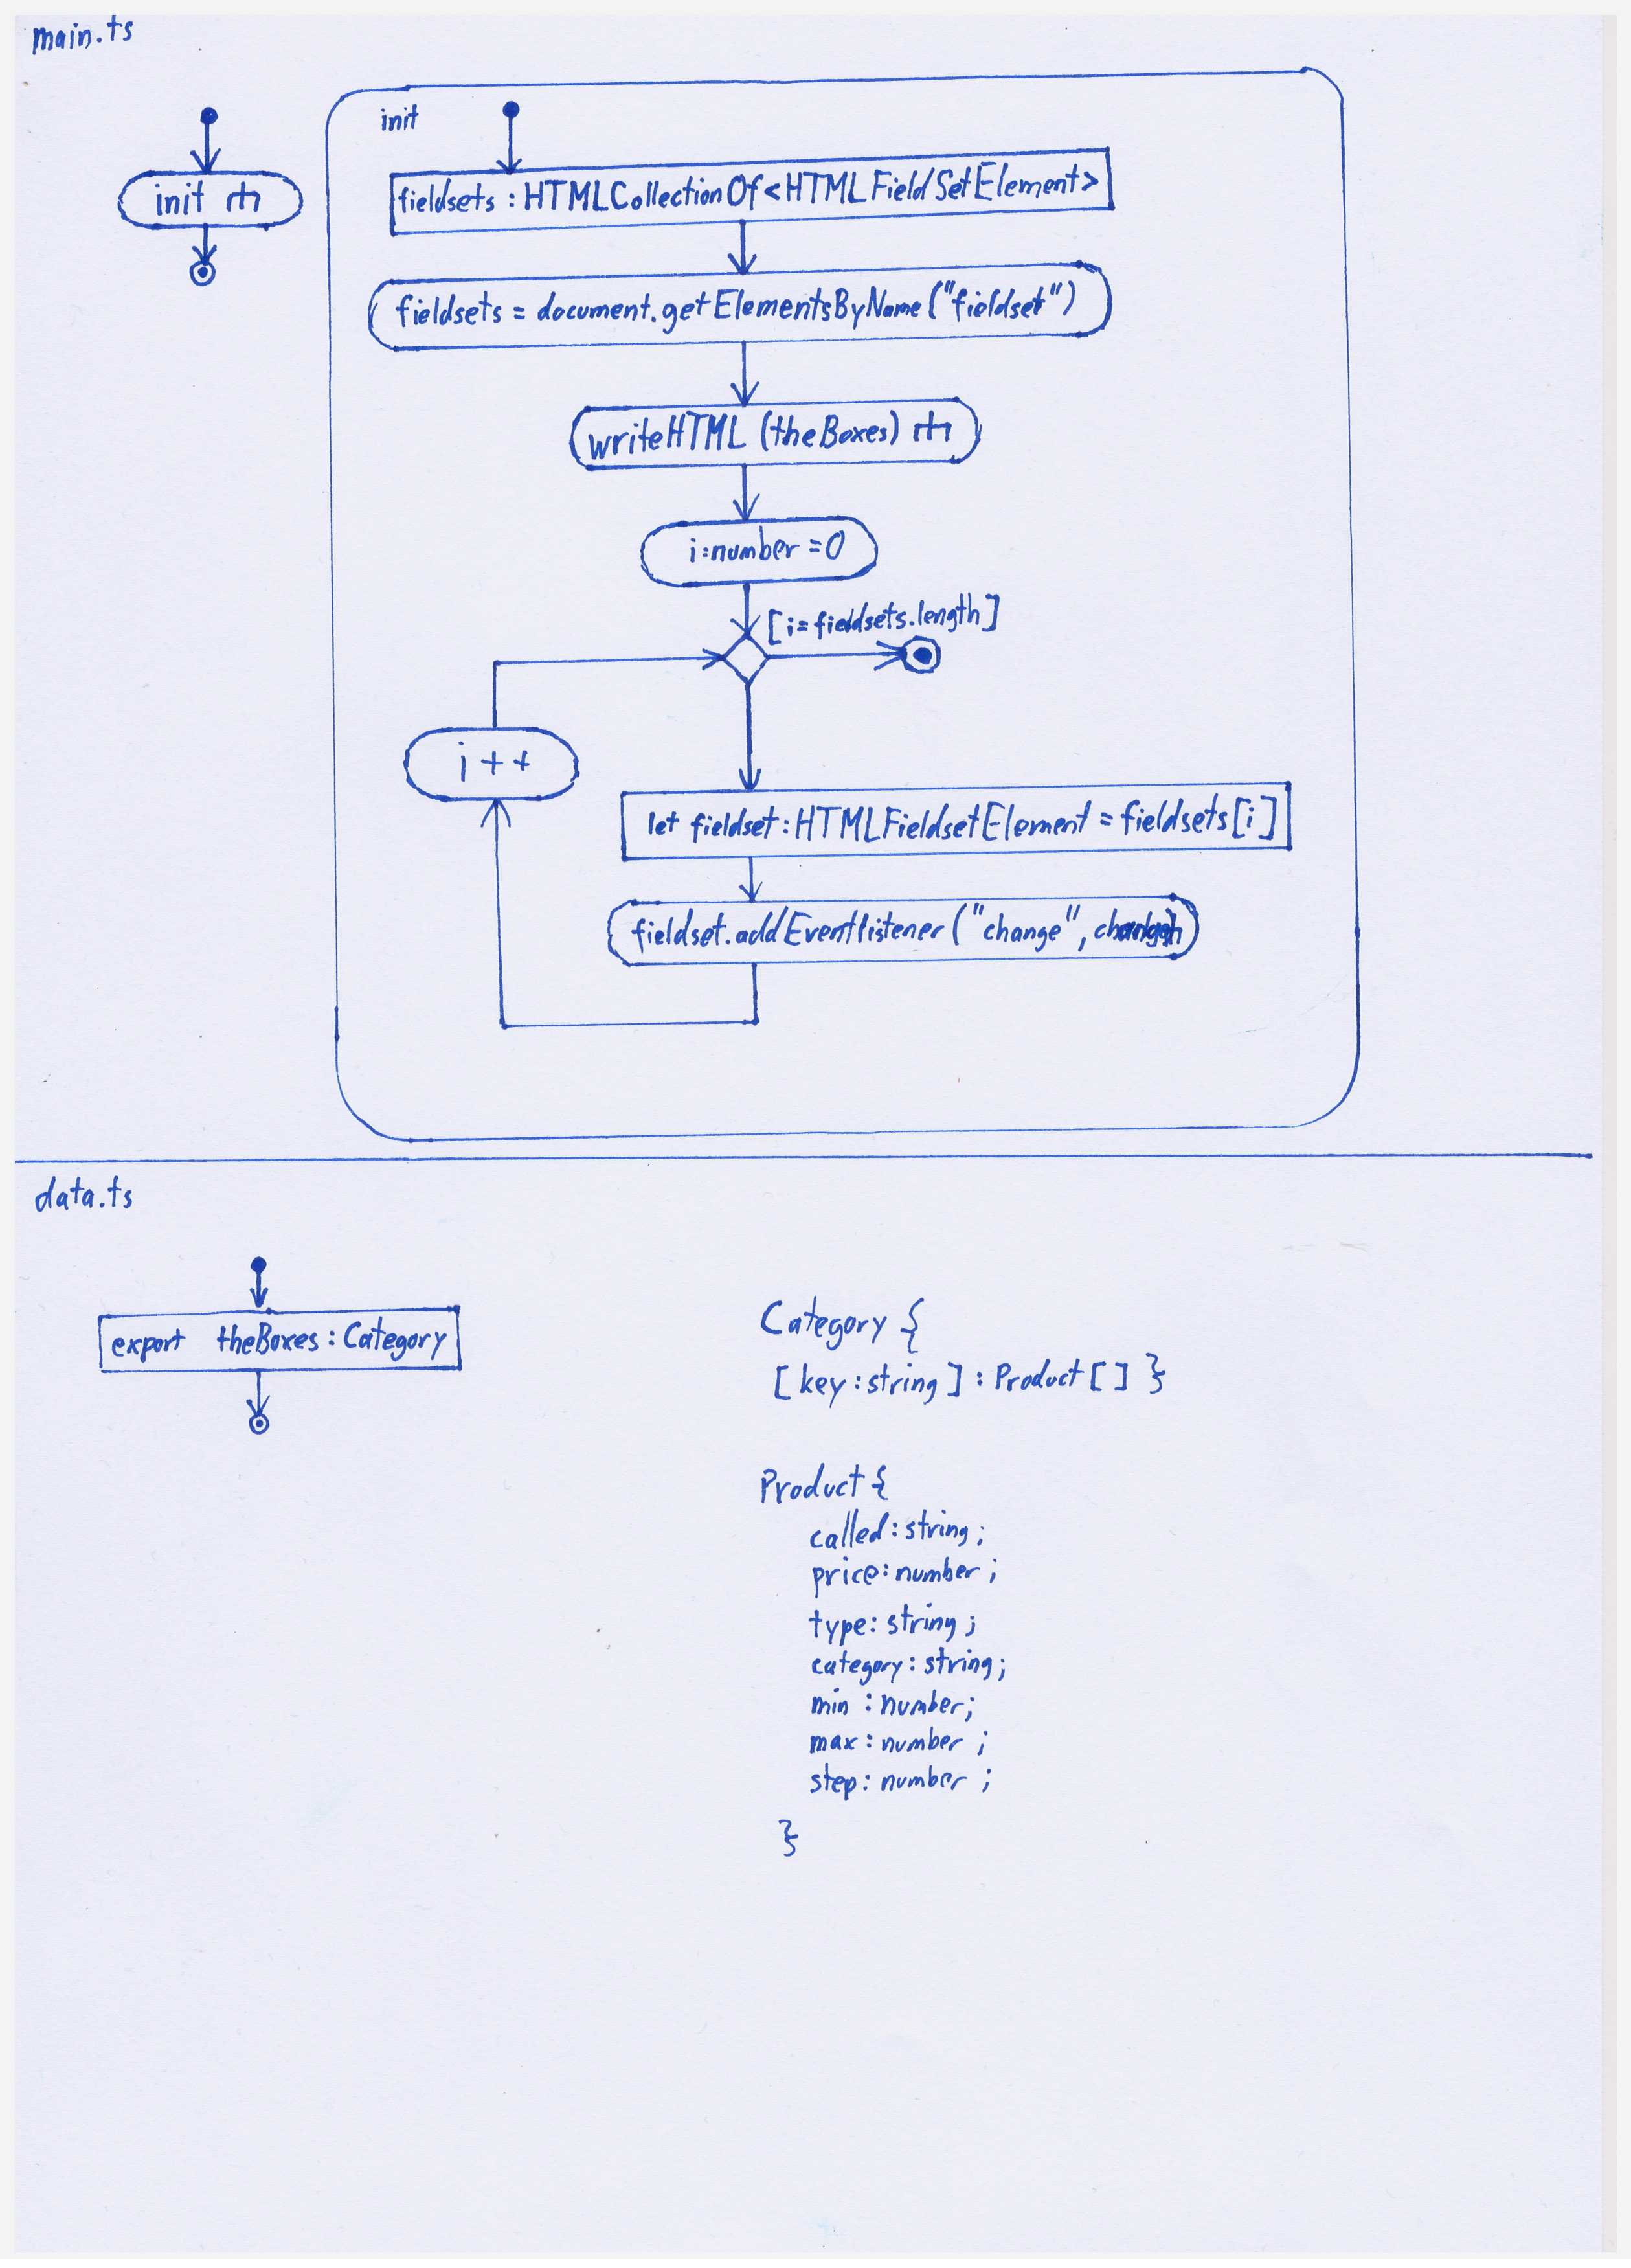 main.ts
init
init
fieldsets : HTMLCollectionOf<HTMLFieldSetElement>
fieldsets = document.getElementsByName("fieldset")
writeHTML (theBoxes)
i:number = 0
[i=fieldsets.length]
i++
let fieldset:HTMLFieldsetElement = fieldsets[i]
fieldset.addEventlistener("change",
data.ts
export theBoxes : Category
Category {
[key : string] : Product [] }
Product {
called : string;
price : number;
type : string;
category : string;
min : number;
max : number;
step : number;
}